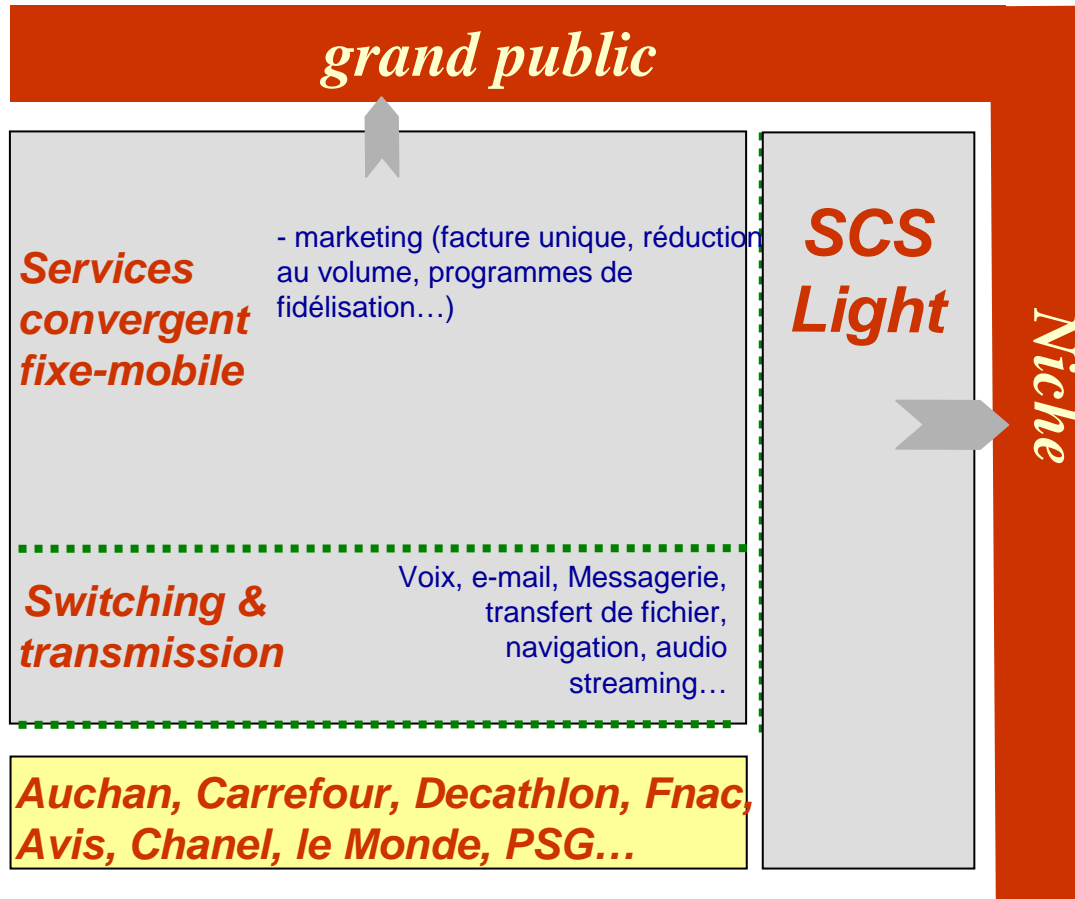 grand public
Services
convergent
fixe-mobile
- marketing (facture unique, réduction
au volume, programmes de
fidélisation…)
SCS
Light
Niche
Switching &
transmission
Voix, e-mail, Messagerie,
transfert de fichier,
navigation, audio
streaming…
Auchan, Carrefour, Decathlon, Fnac,
Avis, Chanel, le Monde, PSG…